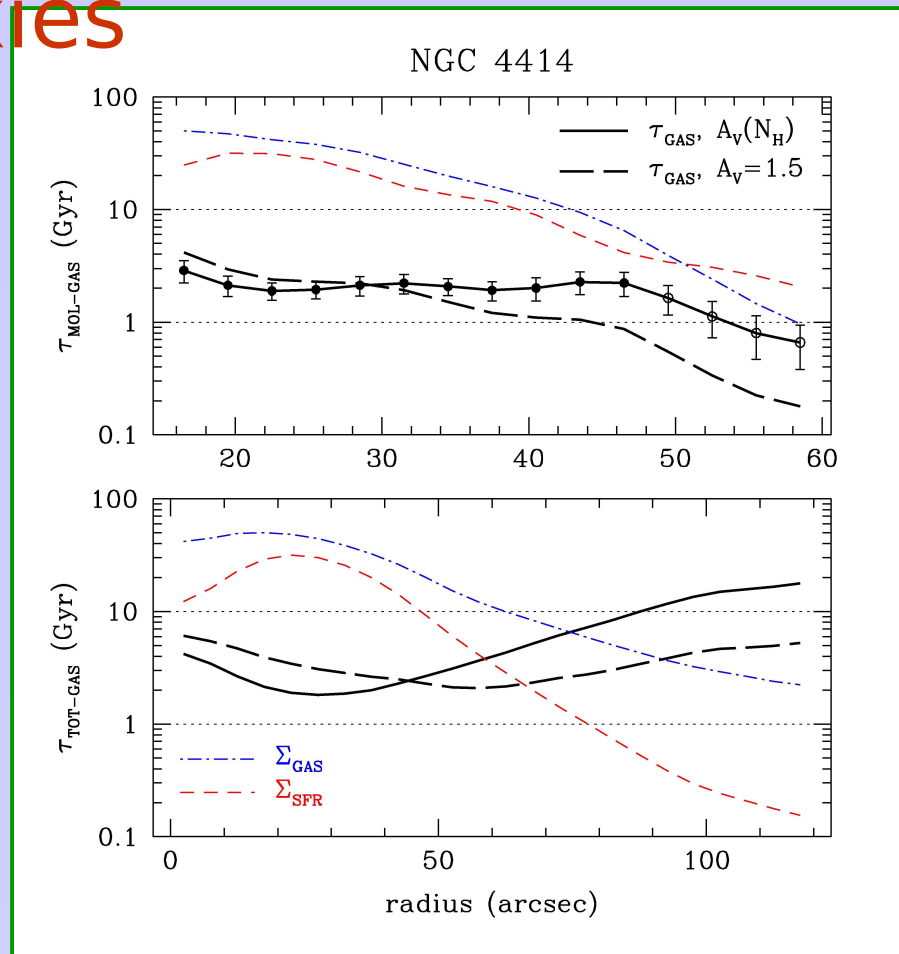 ies
NGC 4414
100
10
1
0.1
τMOL-GAS (Gyr)
τGAS, AV(NH)
τGAS, AV=1.5
20 30 40 50 60
100
10
1
0.1
τTOT-GAS (Gyr)
ΣGAS
ΣSFR
0 50 100
radius (arcsec)